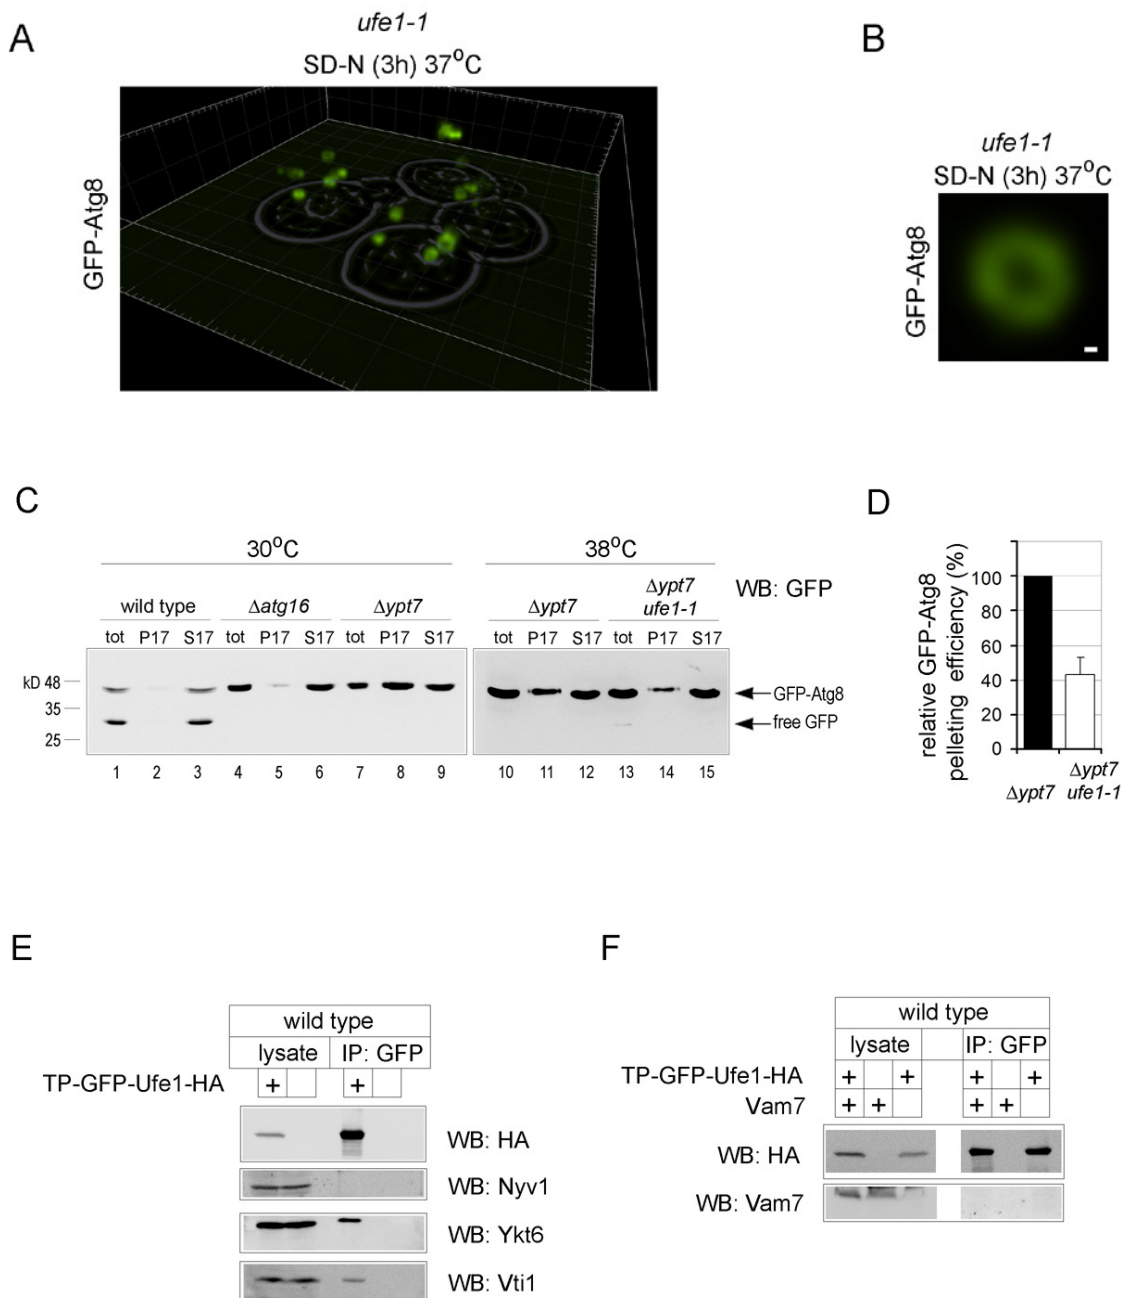 A
ufe1-1
SD-N (3h) 37°C
GFP-Atg8
B
ufe1-1
SD-N (3h) 37°C
GFP-Atg8
C
30°C
38°C
wild type
Δatg16
Δypt7
Δypt7
Δypt7
ufe1-1
WB: GFP
tot P17 S17 tot P17 S17 tot P17 S17
tot P17 S17 tot P17 S17
kD 48
35
25
GFP-Atg8
free GFP
1 2 3 4 5 6 7 8 9
10 11 12 13 14 15
D
relative GFP-Atg8
pelleting efficiency (%)
100
80
60
40
20
0
Δypt7
Δypt7
ufe1-1
E
wild type
lysate IP: GFP
TP-GFP-Ufe1-HA + +
WB: HA
WB: Nyv1
WB: Ykt6
WB: Vti1
F
wild type
lysate IP: GFP
TP-GFP-Ufe1-HA + + + +
Vam7 + + + +
WB: HA
WB: Vam7